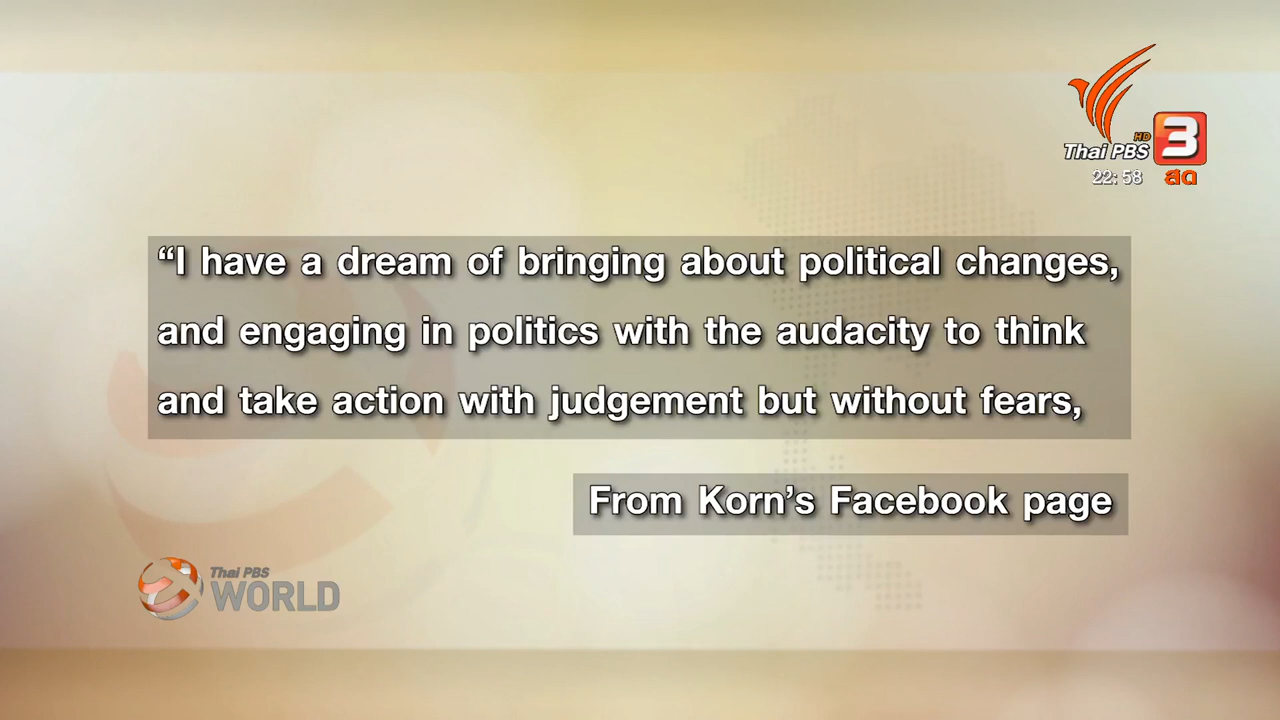 HD
Thai PBS 3
22: 58 สด
“I have a dream of bringing about political changes,
and engaging in politics with the audacity to think
and take action with judgement but without fears,
From Korn’s Facebook page
Thai PBS
WORLD